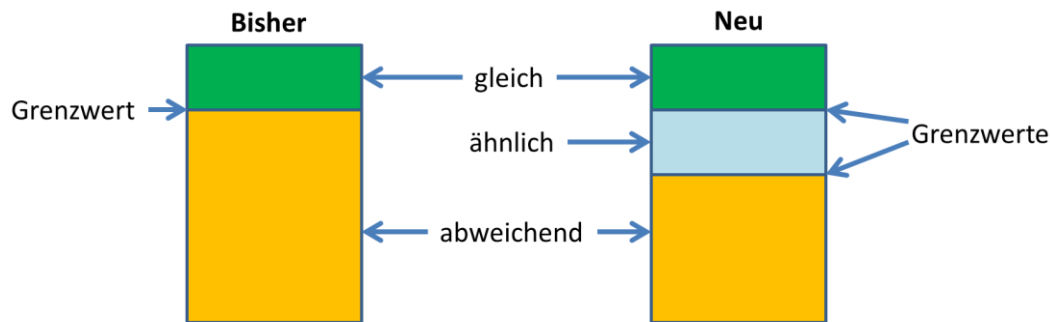 Bisher
Neu
gleich
Grenzwert
ähnlich
Grenzwerte
abweichend